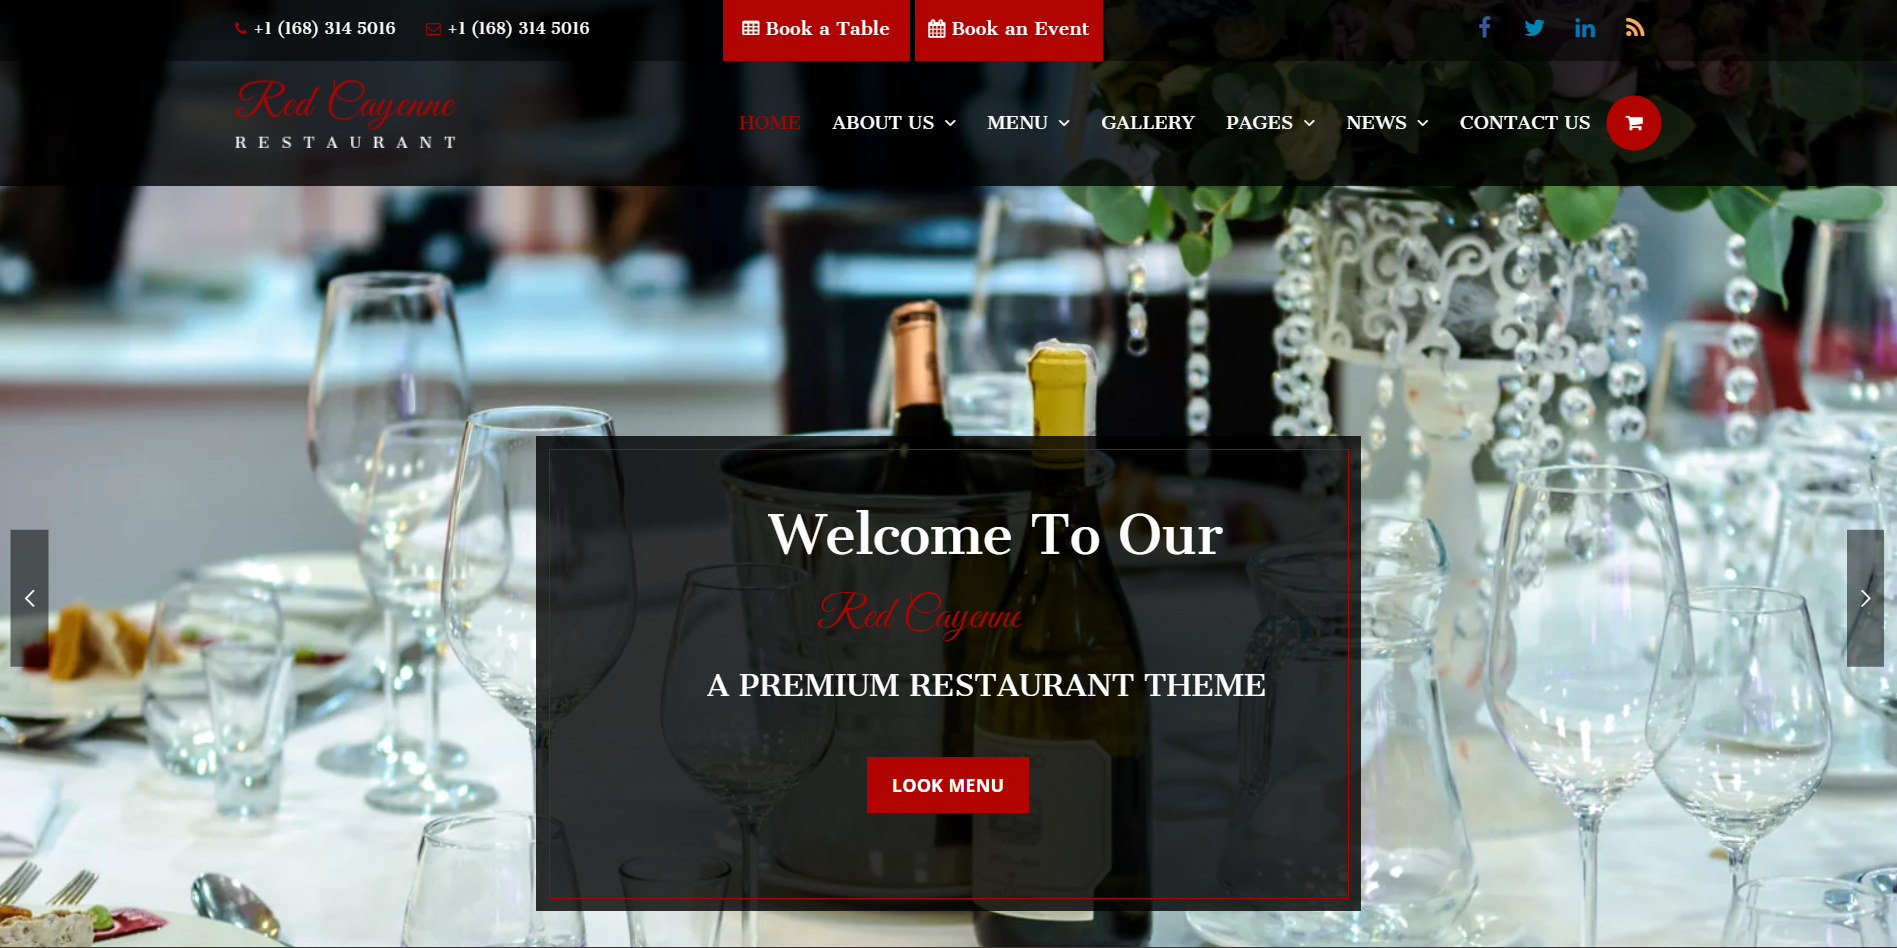 +1 (168) 314 5016
+1 (168) 314 5016
Book a Table
Book an Event
Red Cayenne
RESTAURANT
HOME
ABOUT US
MENU
GALLERY
PAGES
NEWS
CONTACT US
Welcome To Our
Red Cayenne
A PREMIUM RESTAURANT THEME
LOOK MENU